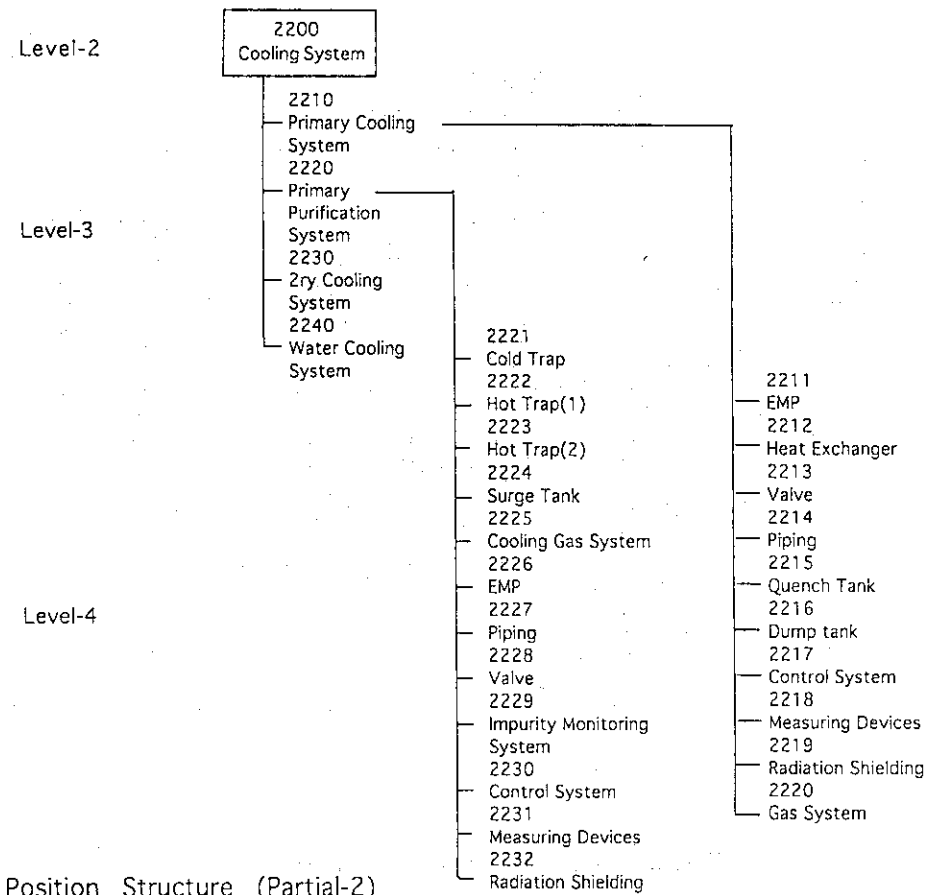 Level-2
2200
Cooling System
2210
Primary Cooling
System
2220
Primary
Purification
System
Level-3
2230
2ry Cooling
System
2240
Water Cooling
System
2221
Cold Trap
2222
Hot Trap(1)
2223
Hot Trap(2)
2224
Surge Tank
2225
Cooling Gas System
2226
EMP
Level-4
2227
Piping
2228
Valve
2229
Impurity Monitoring
System
2230
Control System
2231
Measuring Devices
2232
Radiation Shielding
2211
EMP
2212
Heat Exchanger
2213
Valve
2214
Piping
2215
Quench Tank
2216
Dump tank
2217
Control System
2218
Measuring Devices
2219
Radiation Shielding
2220
Gas System
Position Structure (Partial-2)